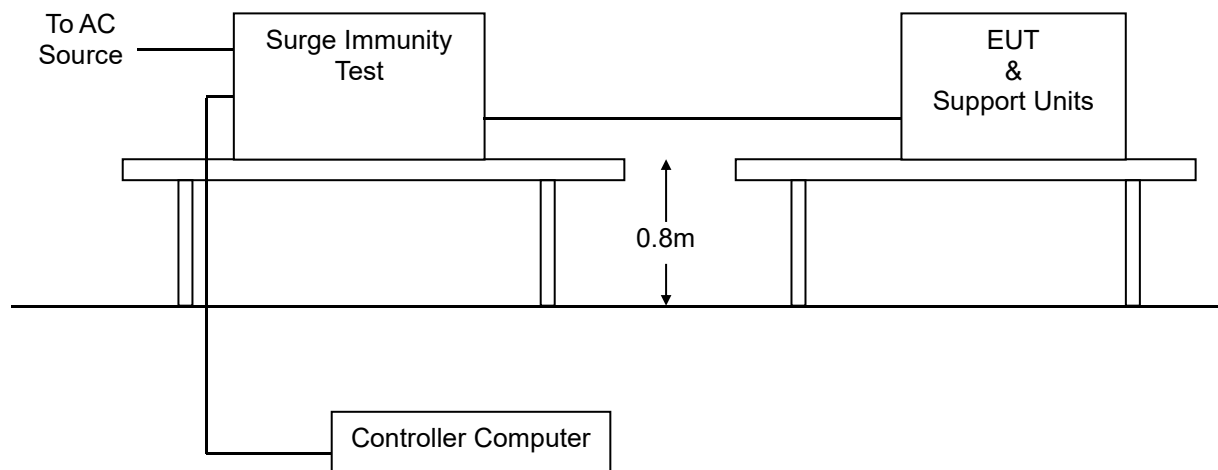 To AC
Source
Surge Immunity
Test
EUT
&
Support Units
0.8m
Controller Computer